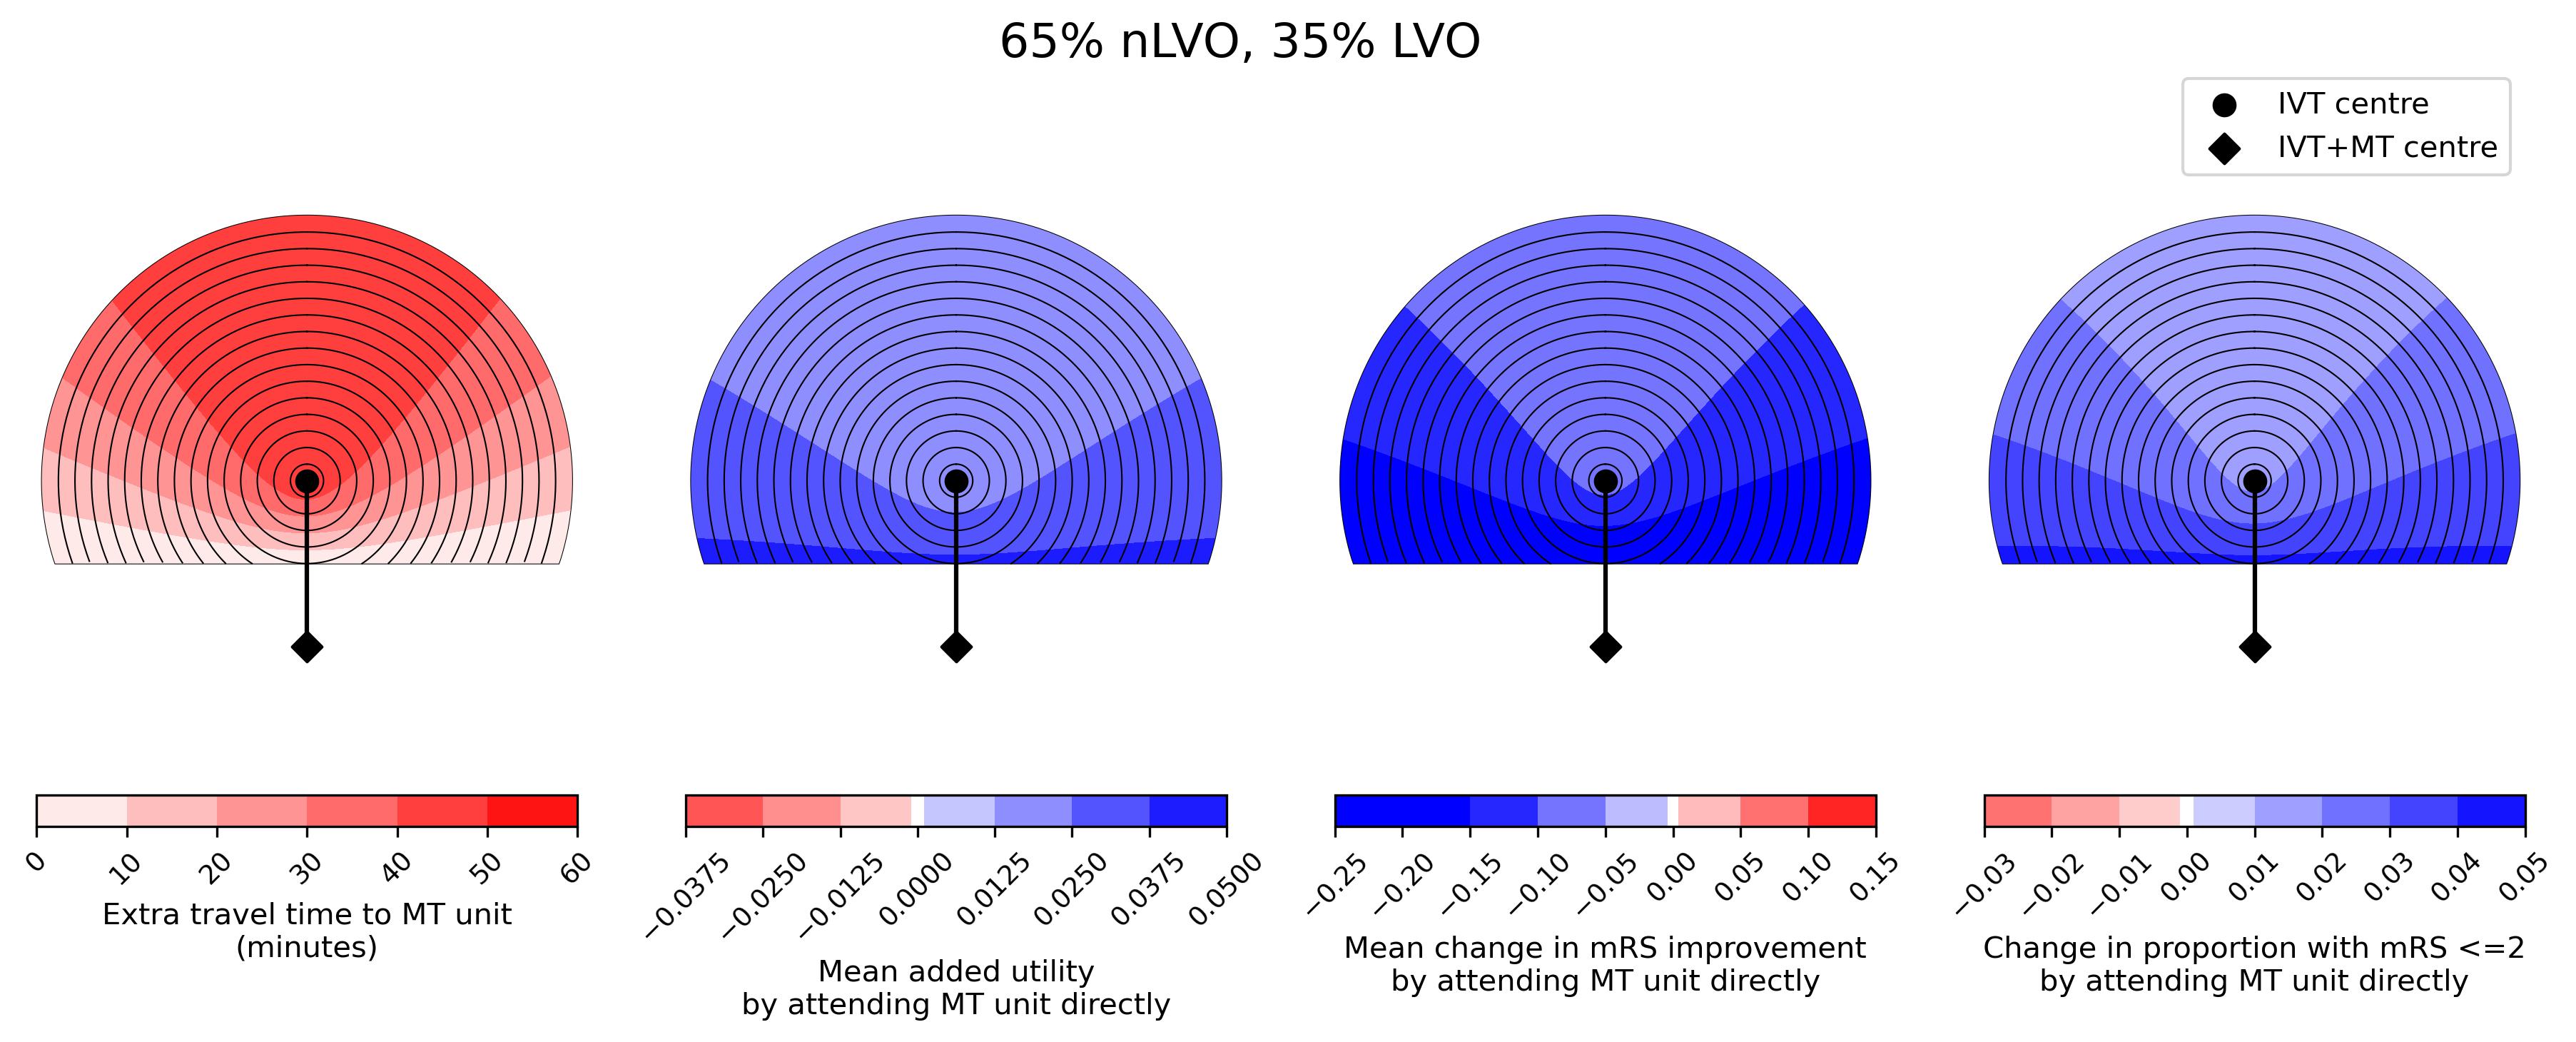 65% nLVO, 35% LVO
IVT centre
IVT+MT centre
0 10 20 30 40 50 60
Extra travel time to MT unit
(minutes)
−0.0375 −0.0250 −0.0125 0.0000 0.0125 0.0250 0.0375 0.0500
Mean added utility
by attending MT unit directly
−0.25 −0.20 −0.15 −0.10 −0.05 0.00 0.05 0.10 0.15
Mean change in mRS improvement
by attending MT unit directly
−0.03 −0.02 −0.01 0.00 0.01 0.02 0.03 0.04 0.05
Change in proportion with mRS <=2
by attending MT unit directly